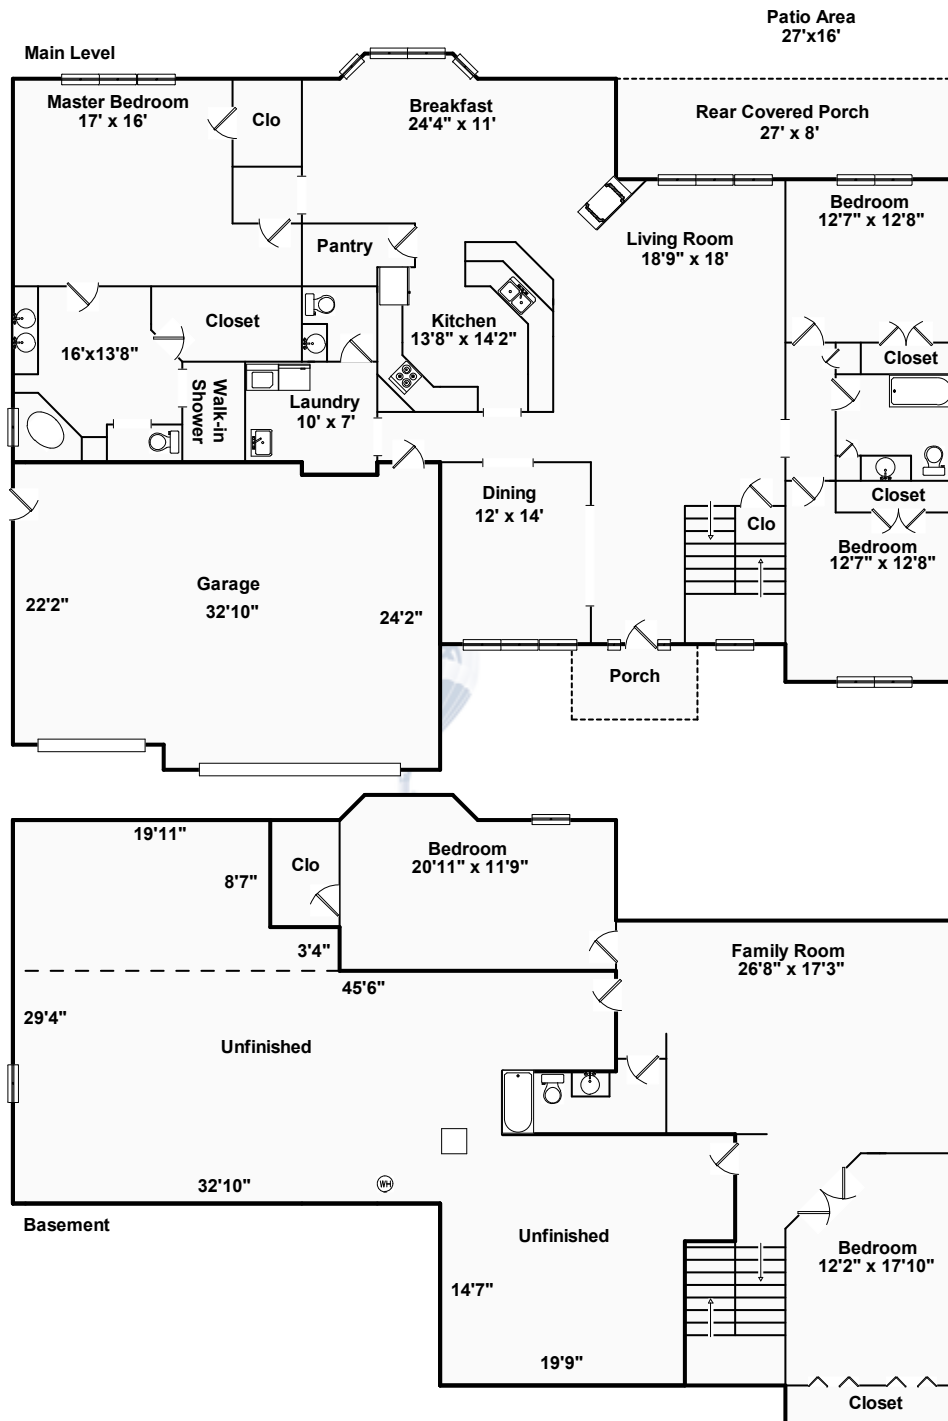 Patio Area
27'x16'
Main Level
Master Bedroom
17' x 16'
Clo
Breakfast
24'4" x 11'
Rear Covered Porch
27' x 8'
Bedroom
12'7" x 12'8"
Pantry
Living Room
18'9" x 18'
Closet
Kitchen
13'8" x 14'2"
16'x13'8"
Closet
Walk-in
Shower
Laundry
10' x 7'
Dining
12' x 14'
Closet
Clo
Bedroom
12'7" x 12'8"
Garage
32'10"
22'2"
24'2"
Porch
19'11"
Clo
Bedroom
20'11" x 11'9"
8'7"
3'4"
Family Room
26'8" x 17'3"
45'6"
29'4"
Unfinished
WH
32'10"
Basement
Unfinished
Bedroom
12'2" x 17'10"
14'7"
19'9"
Closet